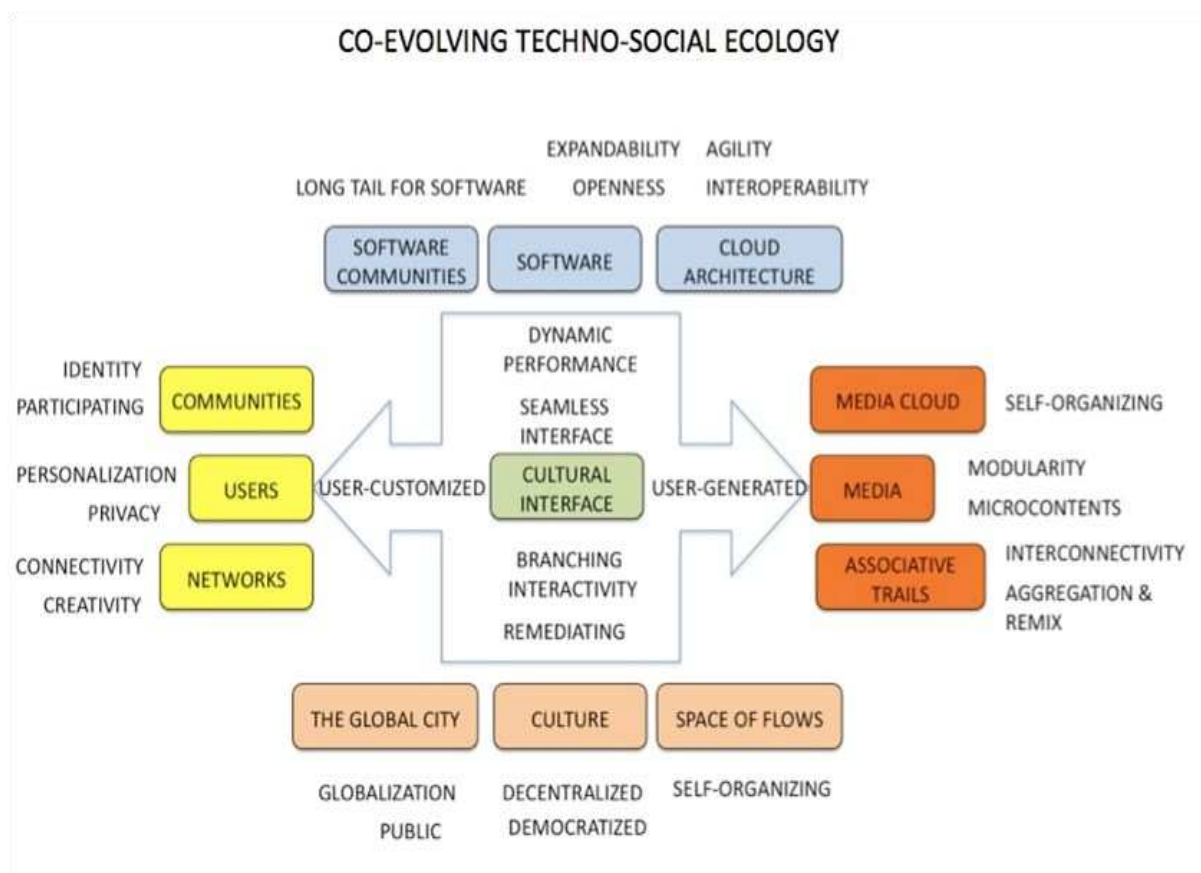 CO-EVOLVING TECHNO-SOCIAL ECOLOGY
EXPANDABILITY AGILITY
LONG TAIL FOR SOFTWARE OPENNESS INTEROPERABILITY
SOFTWARE
COMMUNITIES
SOFTWARE
CLOUD
ARCHITECTURE
DYNAMIC
PERFORMANCE
SEAMLESS
INTERFACE
IDENTITY
PARTICIPATING
COMMUNITIES
MEDIA CLOUD
SELF-ORGANIZING
PERSONALIZATION
PRIVACY
USERS
USER-CUSTOMIZED
CULTURAL
INTERFACE
USER-GENERATED
MEDIA
MODULARITY
MICROCONTENTS
CONNECTIVITY
CREATIVITY
NETWORKS
BRANCHING
INTERACTIVITY
REMEDIATING
ASSOCIATIVE
TRAILS
INTERCONNECTIVITY
AGGREGATION &
REMIX
THE GLOBAL CITY
CULTURE
SPACE OF FLOWS
GLOBALIZATION
PUBLIC
DECENTRALIZED
DEMOCRATIZED
SELF-ORGANIZING